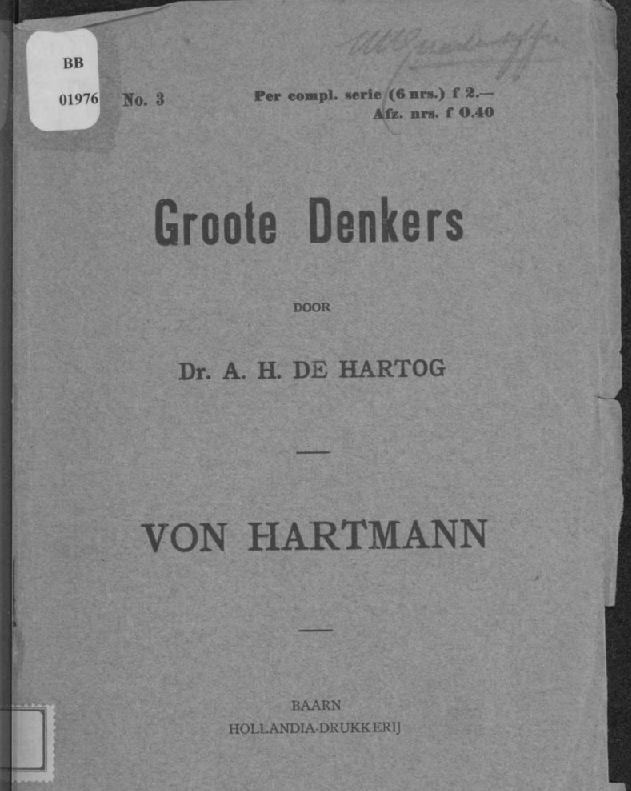 BB
01976
No. 3
Per compl. serie (6 nrs.) f 2.—
Afz. nrs. f 0.40
Groote Denkers
DOOR
Dr. A. H. DE HARTOG
VON HARTMANN
BAARN
HOLLANDIA-DRUKKERIJ